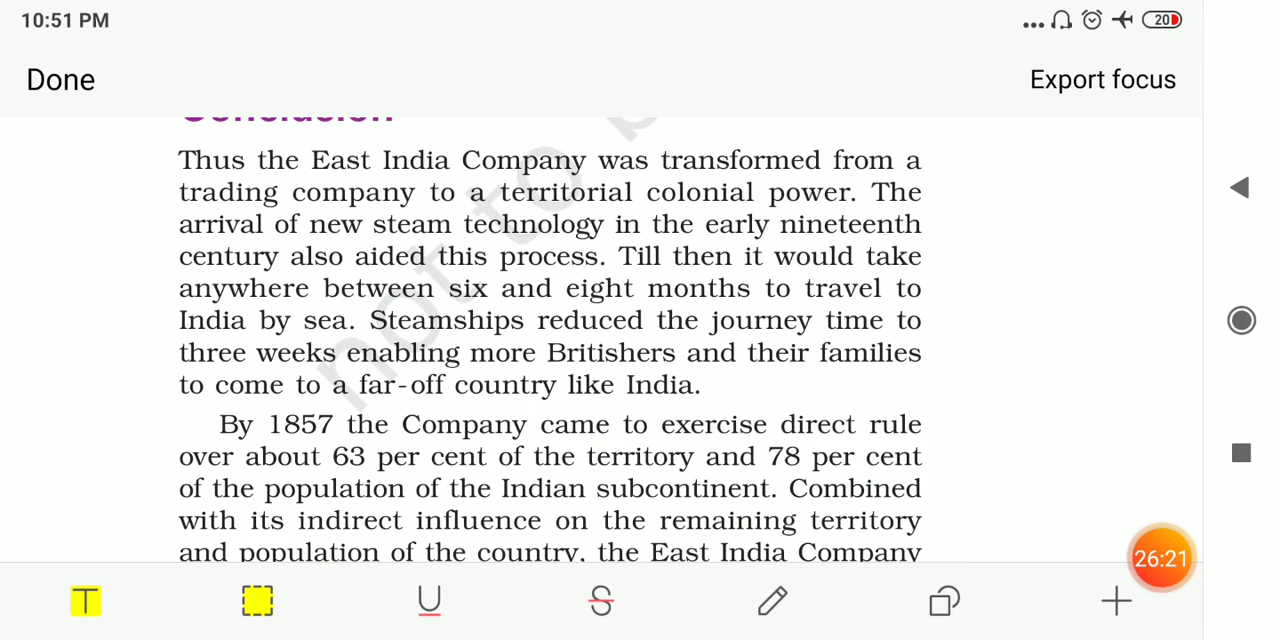 10:51 PM
20
Done
Export focus
Conclusion
Thus the East India Company was transformed from a
trading company to a territorial colonial power. The
arrival of new steam technology in the early nineteenth
century also aided this process. Till then it would take
anywhere between six and eight months to travel to
India by sea. Steamships reduced the journey time to
three weeks enabling more Britishers and their families
to come to a far-off country like India.
By 1857 the Company came to exercise direct rule
over about 63 per cent of the territory and 78 per cent
of the population of the Indian subcontinent. Combined
with its indirect influence on the remaining territory
and population of the country, the East India Company
not to b
26:21
T
U
S